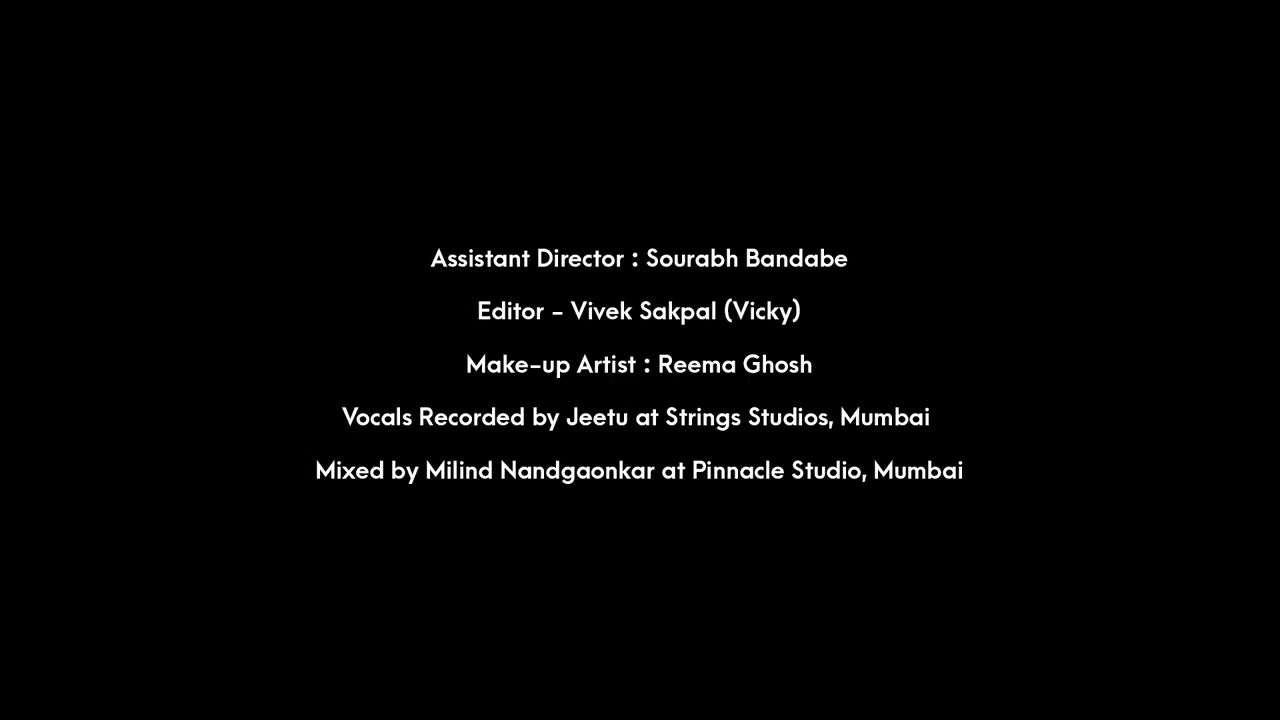 Assistant Director : Sourabh Bandabe
Editor - Vivek Sakpal (Vicky)
Make-up Artist : Reema Ghosh
Vocals Recorded by Jeetu at Strings Studios, Mumbai
Mixed by Milind Nandgaonkar at Pinnacle Studio, Mumbai